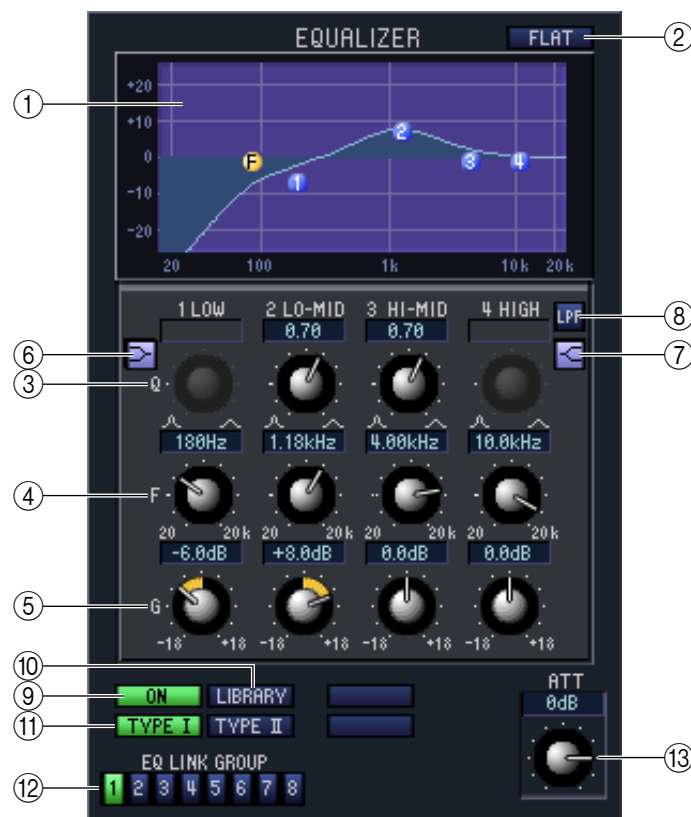 EQUALIZER FLAT
②
①
+20
+10
0
-10
-20
F 1 2 3 4
20 100 1k 10k 20k
1 LOW 2 LO-MID 3 HI-MID 4 HIGH
0.70 0.70
LPF
⑧
⑥
⑦
③ Q
180Hz 1.18kHz 4.00kHz 10.0kHz
④ F
20 20k 20 20k 20 20k 20 20k
-6.0dB +8.0dB 0.0dB 0.0dB
⑤ G
-18 +18 -18 +18 -18 +18 -18 +18
⑩
⑨ ON LIBRARY
⑪ TYPE I TYPE II
ATT
0dB
⑬
EQ LINK GROUP
⑫ 1 2 3 4 5 6 7 8